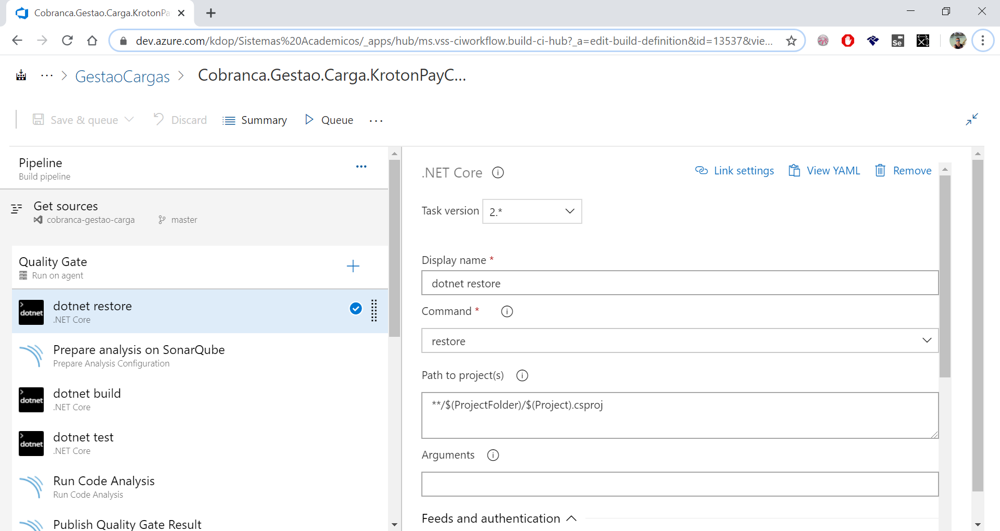 Cobranca.Gestao.Carga.KrotonPa
dev.azure.com/kdop/Sistemas%20Academicos/_apps/hub/ms.vss-ciworkflow.build-ci-hub?_a=edit-build-definition&id=13537&vie...
Se
... > GestaoCargas > Cobranca.Gestao.Carga.KrotonPayC...
Save & queue Discard Summary Queue ...
Pipeline
Build pipeline
Get sources
cobranca-gestao-carga master
Quality Gate
Run on agent
dotnet
dotnet restore
.NET Core
Prepare analysis on SonarQube
Prepare Analysis Configuration
dotnet
dotnet build
.NET Core
dotnet
dotnet test
.NET Core
Run Code Analysis
Run Code Analysis
Publish Quality Gate Result
.NET Core
Link settings View YAML Remove
Task version 2.*
Display name *
dotnet restore
Command *
restore
Path to project(s)
**/$(ProjectFolder)/$(Project).csproj
Arguments
Feeds and authentication